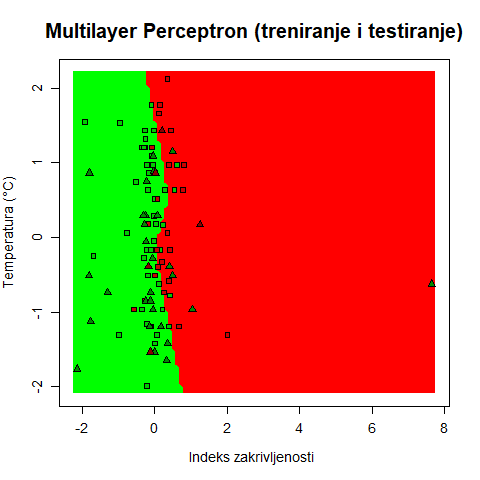 Multilayer Perceptron (treniranje i testiranje)
Temperatura (°C)
2
1
0
-1
-2
-2 0 2 4 6 8
Indeks zakrivljenosti